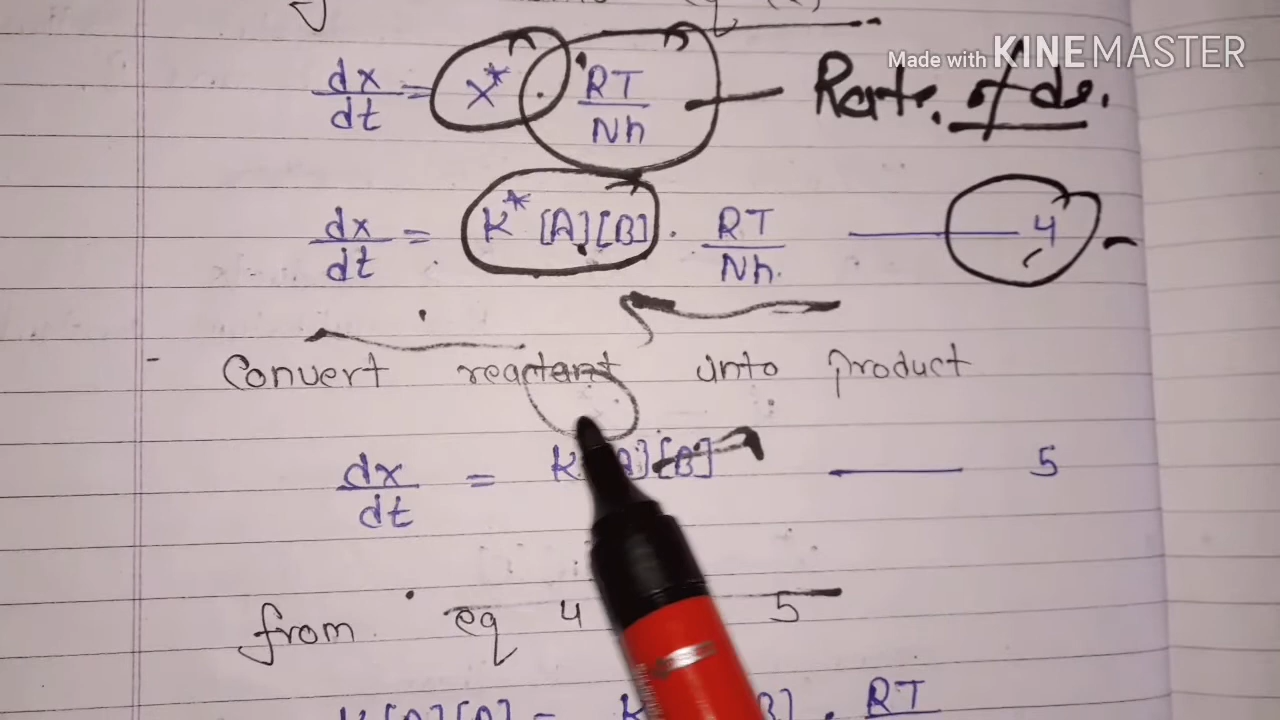 Made with KINEMASTER
dx/dt = X* . RT/Nh — Rate. of de.
dx/dt = K* [A][B] . RT/Nh. — 4
- Convert reactant unto product
dx/dt = K [A][B] — 5
from eq 4 5
RT